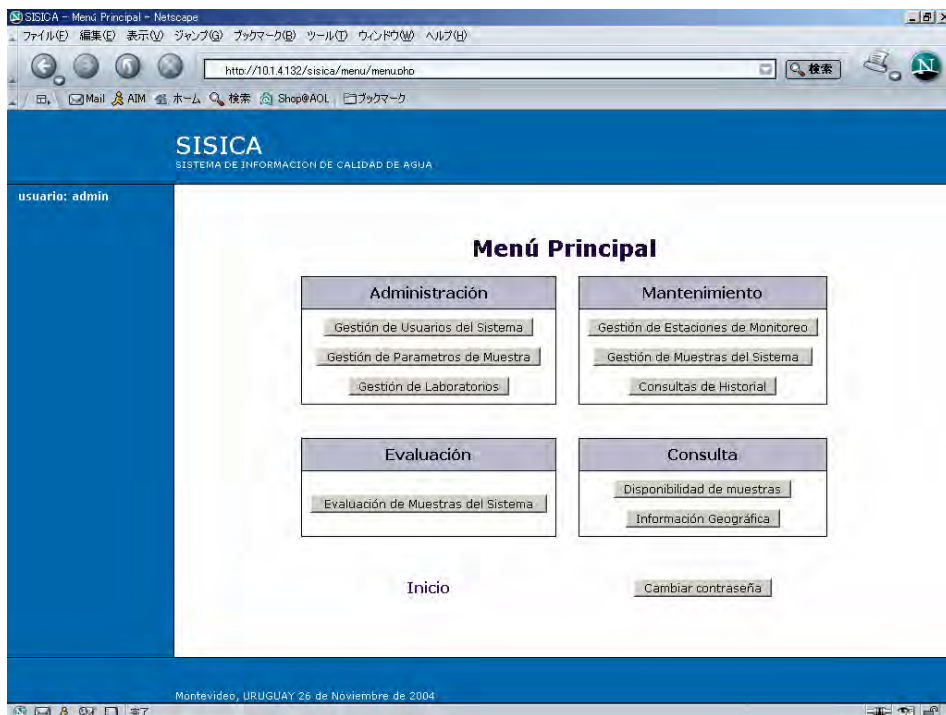 SISICA - Menú Principal - Netscape
ファイル(F) 編集(E) 表示(V) ジャンプ(G) ブックマーク(B) ツール(T) ウィンドウ(W) ヘルプ(H)
http://10.1.4.132/sisica/menu/menu.php
検索
Mail AIM ホーム 検索 Shop@AOL ブックマーク
SISICA
SISTEMA DE INFORMACION DE CALIDAD DE AGUA
usuario: admin
Menú Principal
Administración
Gestión de Usuarios del Sistema
Gestión de Parametros de Muestra
Gestión de Laboratorios
Mantenimiento
Gestión de Estaciones de Monitoreo
Gestión de Muestras del Sistema
Consultas de Historial
Evaluación
Evaluación de Muestras del Sistema
Consulta
Disponibilidad de muestras
Información Geográfica
Inicio
Cambiar contraseña
Montevideo, URUGUAY 26 de Noviembre de 2004
完了